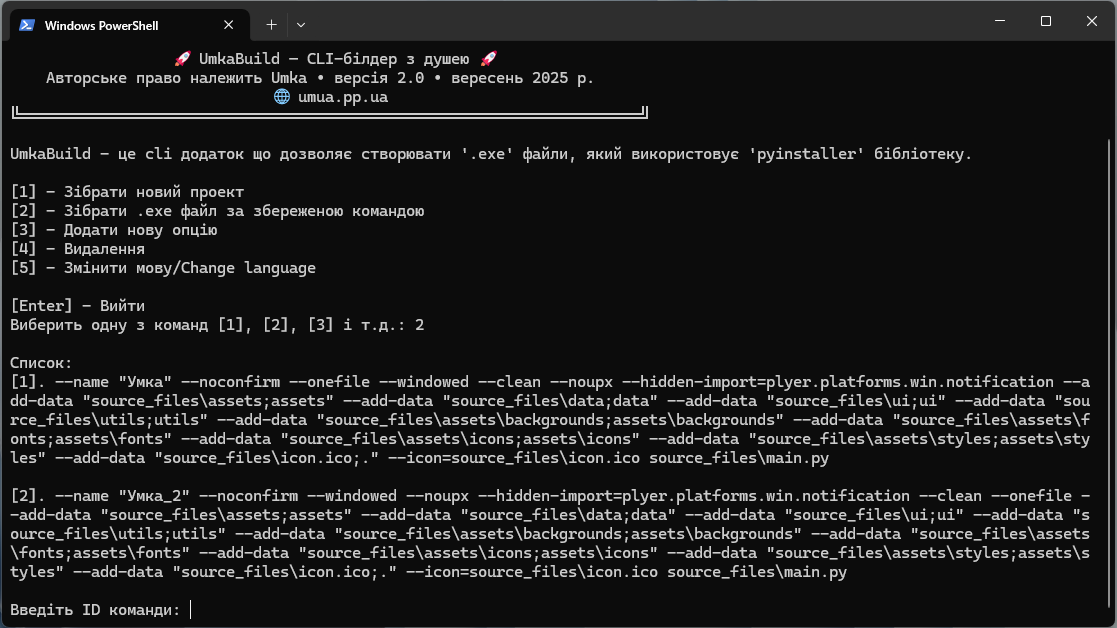 Windows PowerShell
🚀 UmkaBuild — CLI-білдер з душею 🚀
Авторське право належить Umka • версія 2.0 • вересень 2025 р.
🌐 umua.pp.ua
UmkaBuild — це cli додаток що дозволяє створювати '.exe' файли, який використовує 'pyinstaller' бібліотеку.
[1] — Зібрати новий проект
[2] — Зібрати .exe файл за збереженою командою
[3] — Додати нову опцію
[4] — Видалення
[5] — Змінити мову/Change language
[Enter] — Вийти
Виберить одну з команд [1], [2], [3] і т.д.: 2
Список:
[1]. --name "Умка" --noconfirm --onefile --windowed --clean --noupx --hidden-import=plyer.platforms.win.notification --a
dd-data "source_files\assets;assets" --add-data "source_files\data;data" --add-data "source_files\ui;ui" --add-data "sou
rce_files\utils;utils" --add-data "source_files\assets\backgrounds;assets\backgrounds" --add-data "source_files\assets\f
onts;assets\fonts" --add-data "source_files\assets\icons;assets\icons" --add-data "source_files\assets\styles;assets\sty
les" --add-data "source_files\icon.ico;." --icon=source_files\icon.ico source_files\main.py
[2]. --name "Умка_2" --noconfirm --windowed --noupx --hidden-import=plyer.platforms.win.notification --clean --onefile -
-add-data "source_files\assets;assets" --add-data "source_files\data;data" --add-data "source_files\ui;ui" --add-data "s
ource_files\utils;utils" --add-data "source_files\assets\backgrounds;assets\backgrounds" --add-data "source_files\assets
\fonts;assets\fonts" --add-data "source_files\assets\icons;assets\icons" --add-data "source_files\assets\styles;assets\s
tyles" --add-data "source_files\icon.ico;." --icon=source_files\icon.ico source_files\main.py
Введіть ID команди: